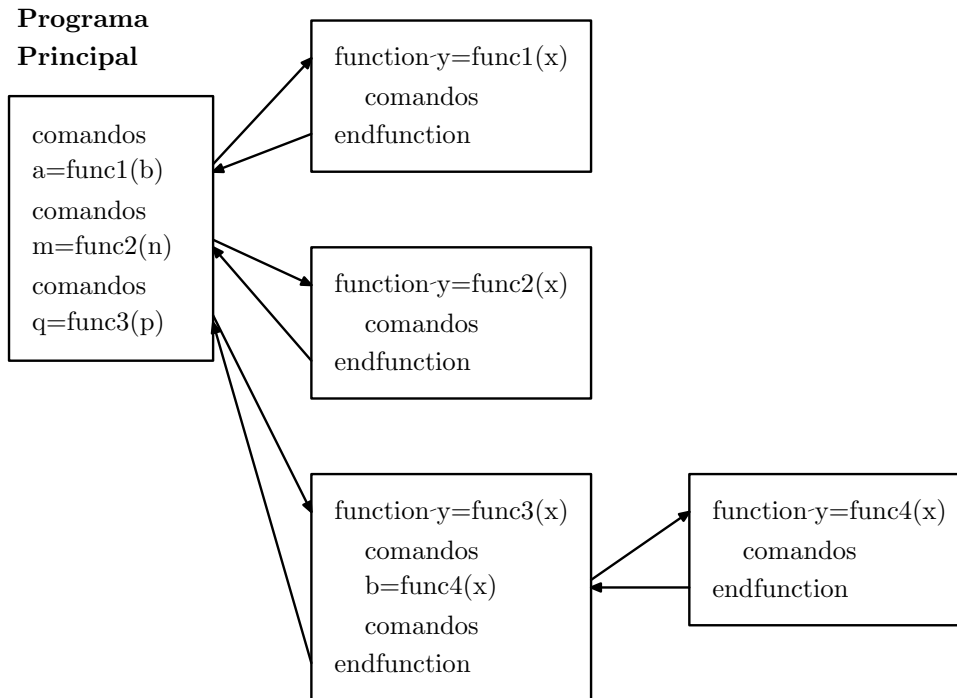 Programa
Principal
comandos
a=func1(b)
comandos
m=func2(n)
comandos
q=func3(p)
function y=func1(x)
comandos
endfunction
function y=func2(x)
comandos
endfunction
function y=func3(x)
comandos
b=func4(x)
comandos
endfunction
function y=func4(x)
comandos
endfunction